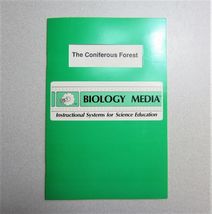 The Coniferous Forest
BIOLOGY MEDIA
Instructional Systems for Science Education